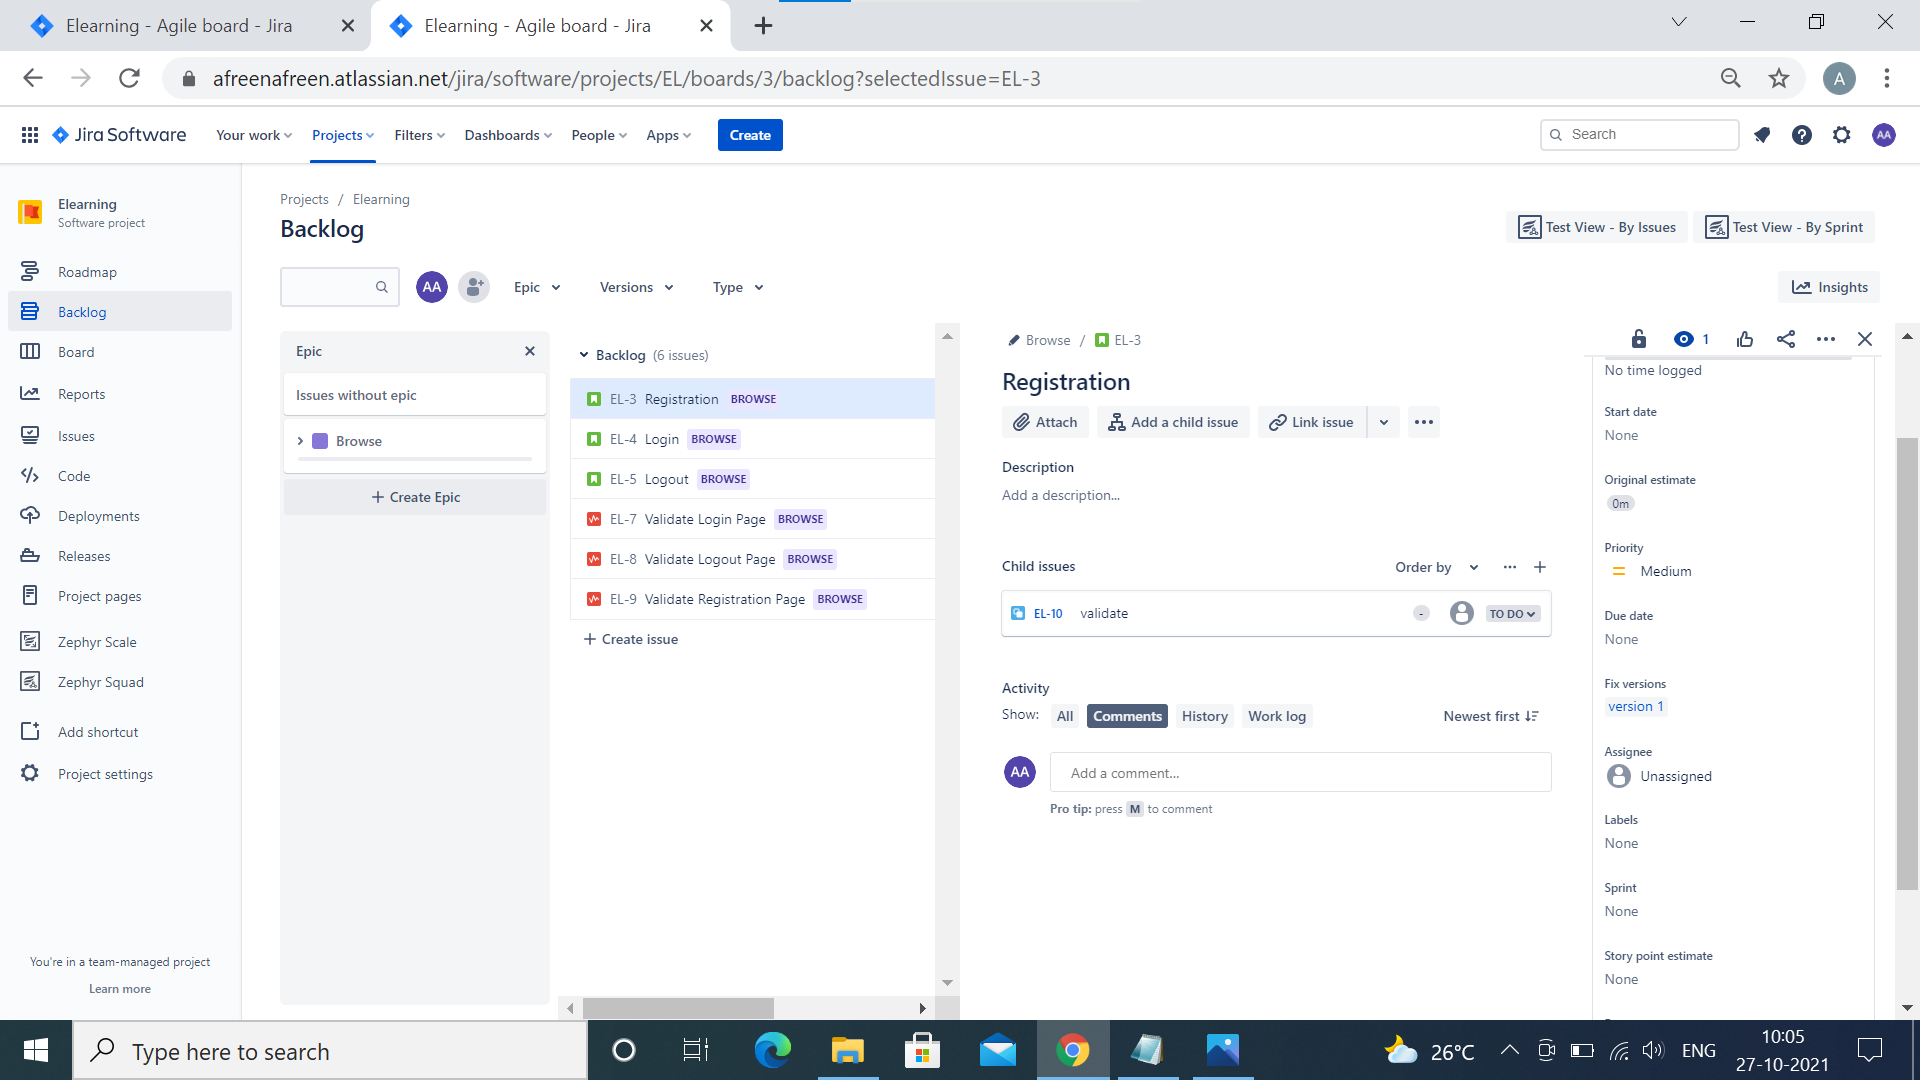 Elearning - Agile board - Jira
Elearning - Agile board - Jira
afreenafreen.atlassian.net/jira/software/projects/EL/boards/3/backlog?selectedIssue=EL-3
A
Jira Software
Your work
Projects
Filters
Dashboards
People
Apps
Create
Search
AA
Elearning
Software project
Roadmap
Backlog
Board
Reports
Issues
Code
Deployments
Releases
Project pages
Zephyr Scale
Zephyr Squad
Add shortcut
Project settings
You're in a team-managed project
Learn more
Projects / Elearning
Backlog
Test View - By Issues
Test View - By Sprint
AA
Epic
Versions
Type
Insights
Epic
Issues without epic
Browse
Create Epic
Backlog (6 issues)
EL-3 Registration BROWSE
EL-4 Login BROWSE
EL-5 Logout BROWSE
EL-7 Validate Login Page BROWSE
EL-8 Validate Logout Page BROWSE
EL-9 Validate Registration Page BROWSE
Create issue
Browse / EL-3
1
Registration
Attach
Add a child issue
Link issue
Description
Add a description...
Child issues
Order by
EL-10 validate - TO DO
Activity
Show: All Comments History Work log
Newest first
AA
Add a comment...
Pro tip: press M to comment
No time logged
Start date
None
Original estimate
0m
Priority
Medium
Due date
None
Fix versions
version 1
Assignee
Unassigned
Labels
None
Sprint
None
Story point estimate
None
Type here to search
26°C
ENG
10:05
27-10-2021